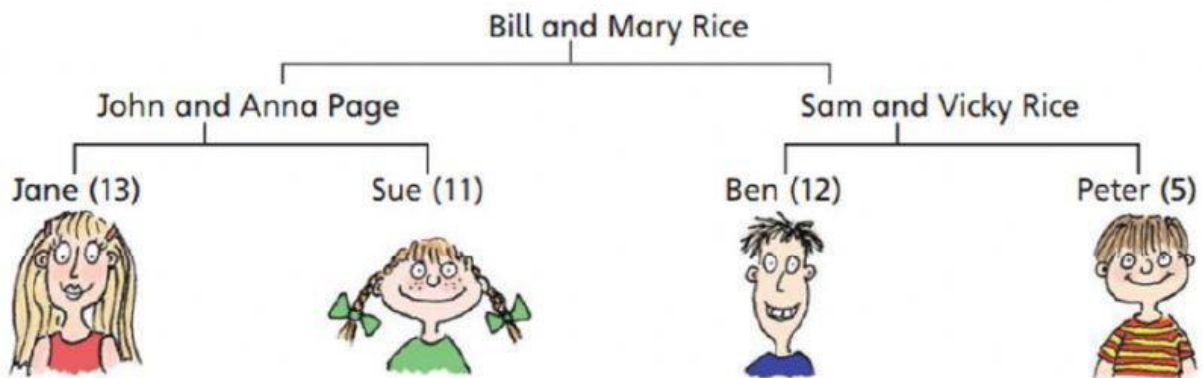 Bill and Mary Rice
John and Anna Page
Sam and Vicky Rice
Jane (13)
Sue (11)
Ben (12)
Peter (5)